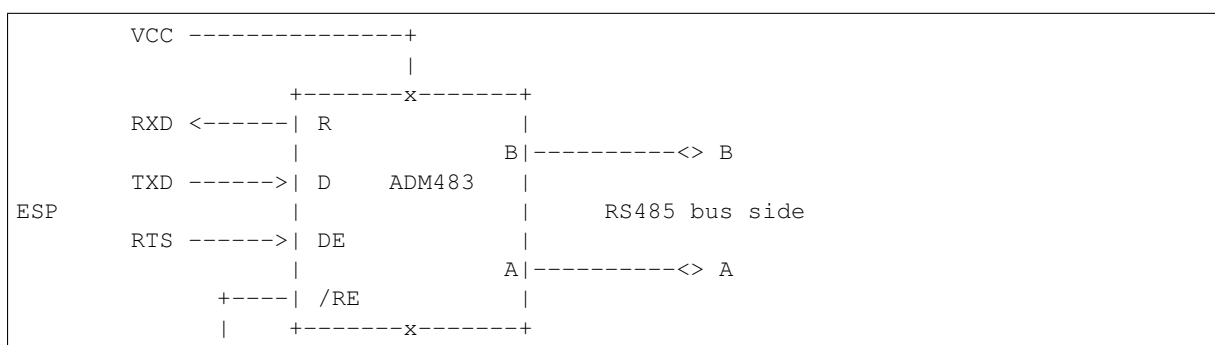 VCC ---------------+
|
+-------x-------+
RXD <------| R |
| B|----------<> B
TXD ------>| D ADM483 |
ESP | | RS485 bus side
RTS ------>| DE |
| A|----------<> A
+----| /RE |
| +-------x-------+